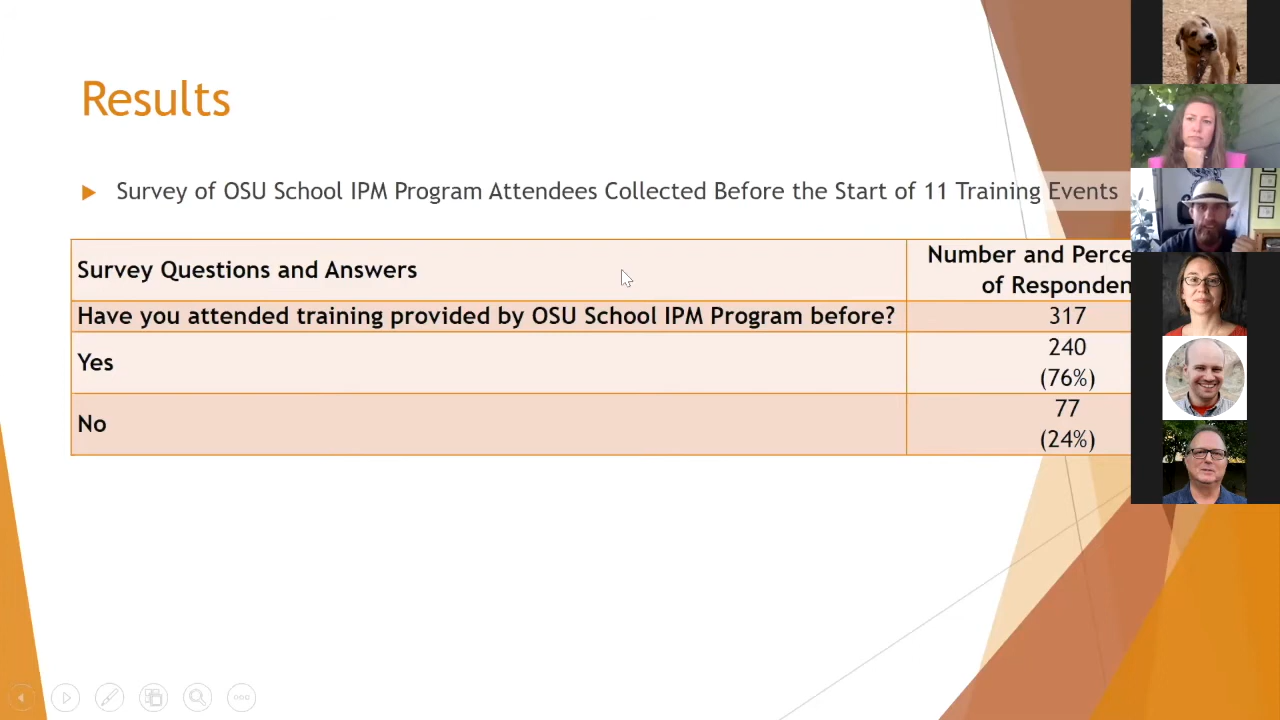 Results
Survey of OSU School IPM Program Attendees Collected Before the Start of 11 Training Events
Survey Questions and Answers
Number and Perce
of Responden
Have you attended training provided by OSU School IPM Program before?
317
Yes
240
(76%)
No
77
(24%)